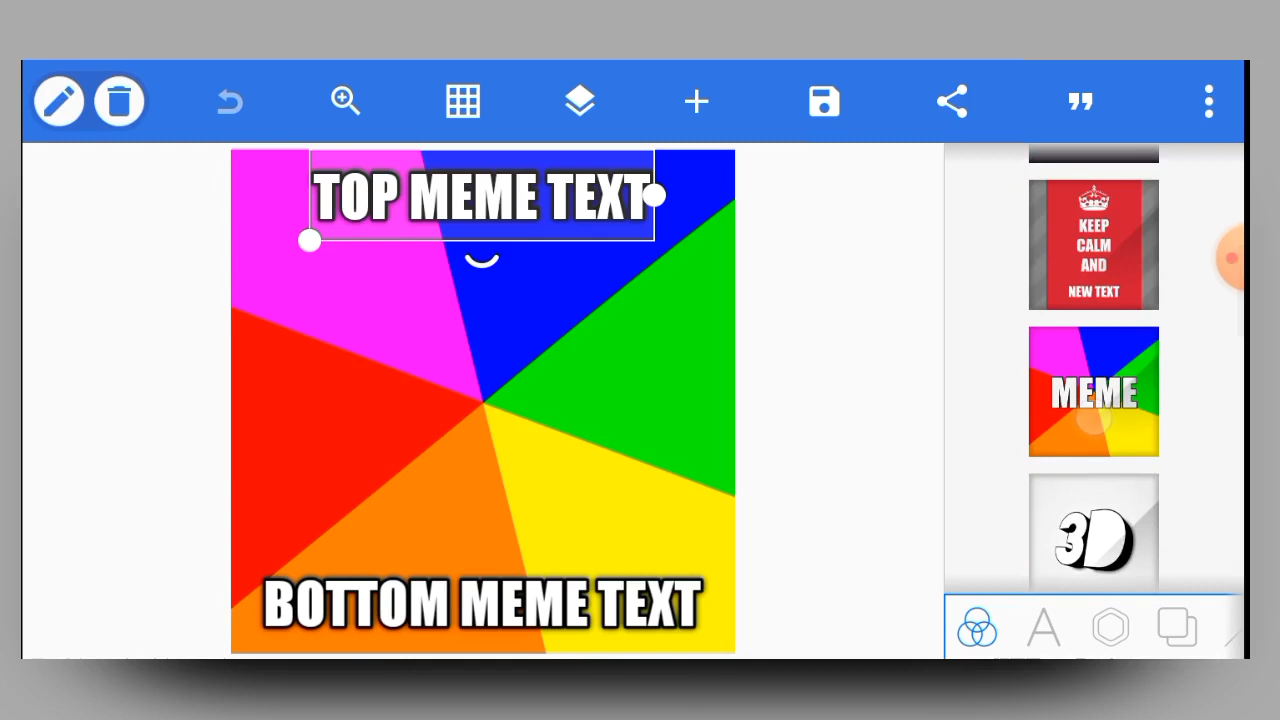 TOP MEME TEXT
BOTTOM MEME TEXT
KEEP
CALM
AND
NEW TEXT
MEME
3D
A